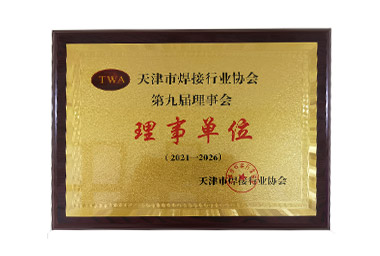 TWA
天津市焊接行业协会
第九届理事会
理事单位
(2021—2026)
天津市焊接行业协会